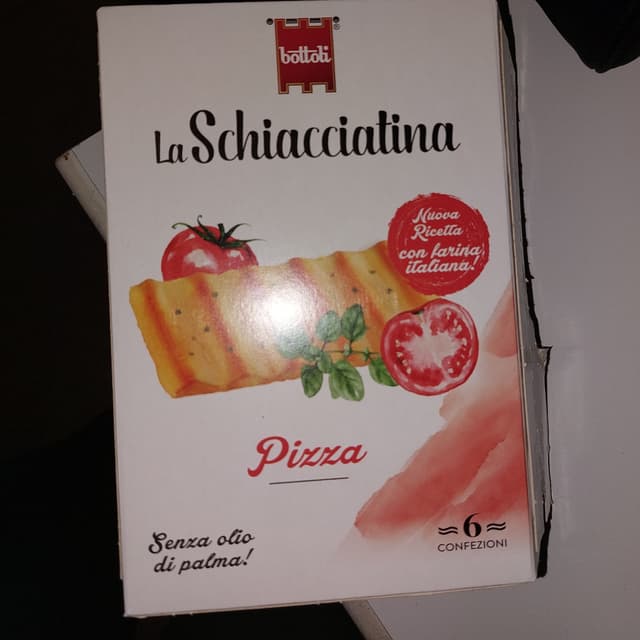 bottoli
®
La Schiacciatina
Nuova
Ricetta
con farina
italiana!
Pizza
Senza olio
di palma!
≈6≈
CONFEZIONI